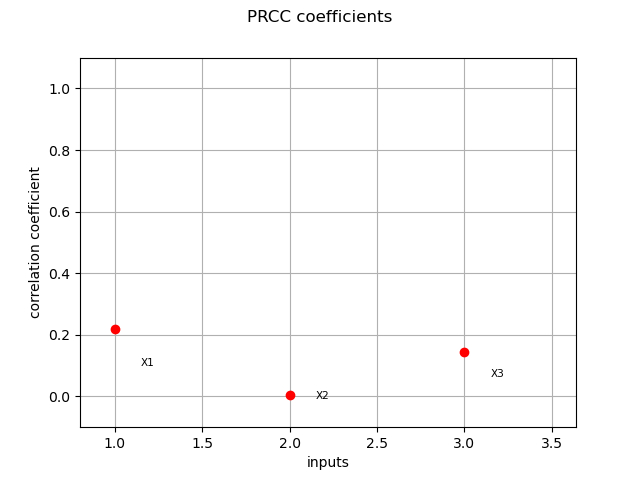 PRCC coefficients
1.0
0.8
0.6
0.4
0.2
0.0
correlation coefficient
X1
X2
X3
1.0 1.5 2.0 2.5 3.0 3.5
inputs